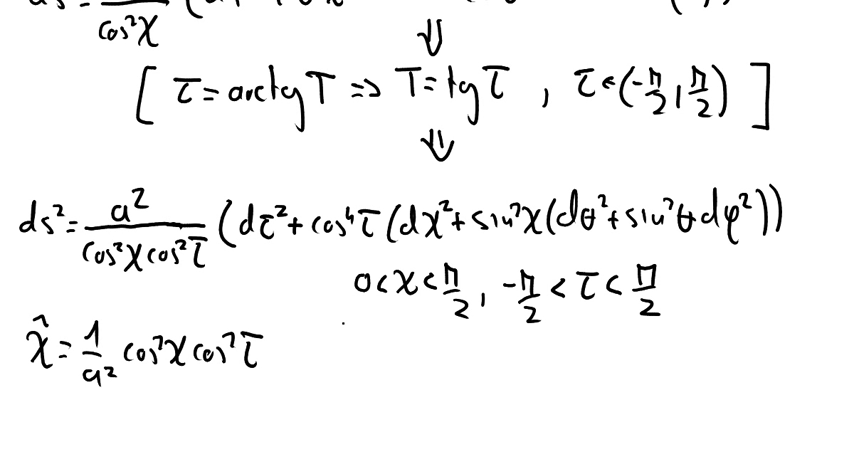 cos²χ
⇓
[ τ = arctg T => T = tg τ , τ ∈ (-π/2, π/2) ]
⇓
ds² = a²/(cos²χ cos²τ) (dτ² + cos⁴τ (dχ² + sin²χ (dθ² + sin²θ dφ²)))
0 < χ < π/2, -π/2 < τ < π/2
χ̂ = 1/a² cos²χ cos²τ